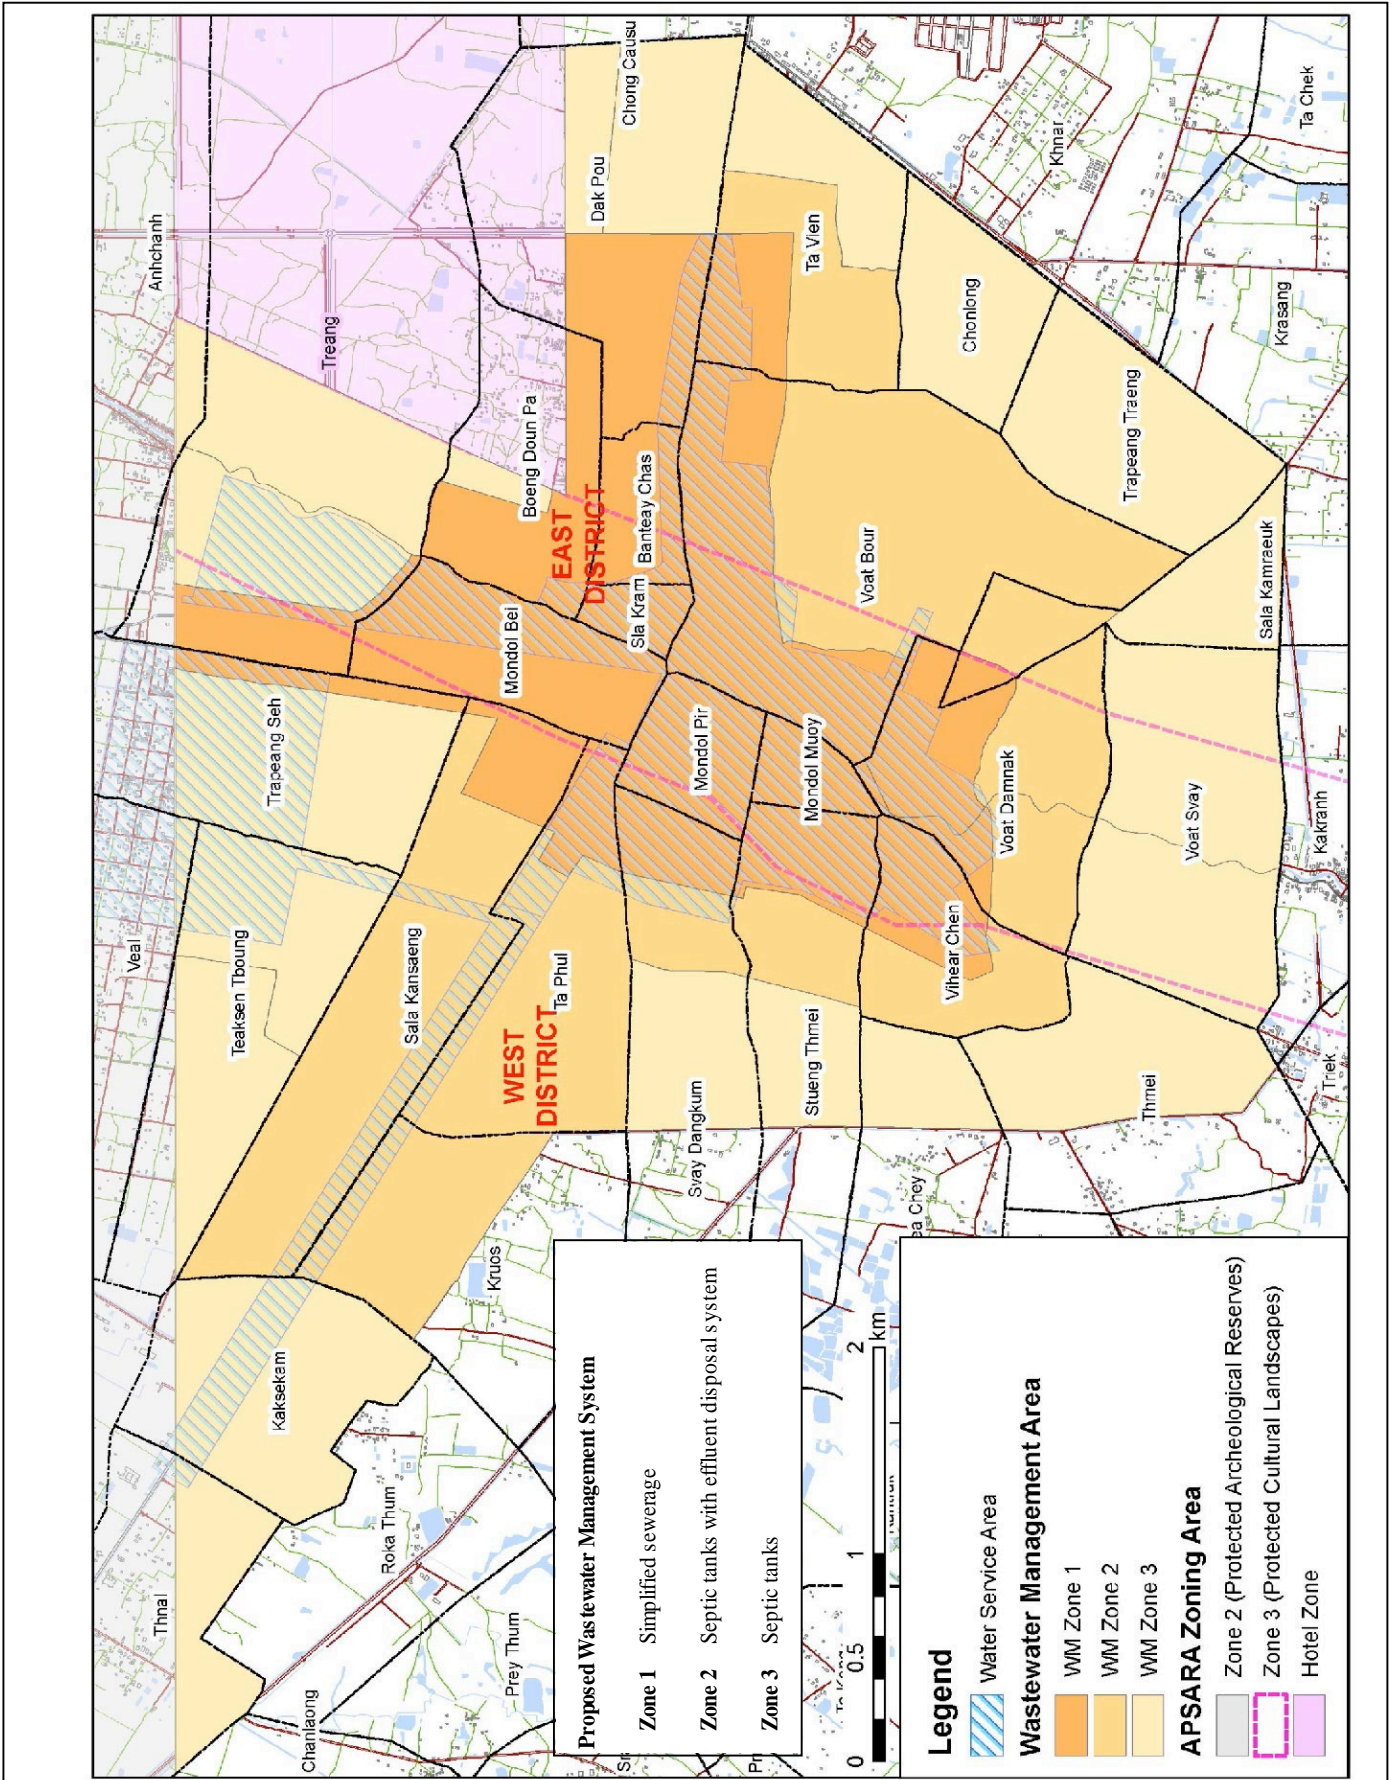 Anhchanh
Chong Causu
Dak Pou
Ta Chek
Khnar
Treang
Ta Vien
Chonlong
Krasang
Boeng Doun Pa
EAST
DISTRICT
Banteay Chas
Trapeang Traeng
Voat Bour
Sla Kram
Mondol Bei
Sala Kamraeuk
Trapeang Seh
Mondol Pir
Mondol Muoy
Voat Damnak
Voat Svay
Kakranh
Veal
Teaksen Tboung
Sala Kansaeng
Ta Phul
Vihear Chen
WEST
DISTRICT
Stueng Thmei
Svay Dangkum
Thmei
Triek
ea Chey
Kruos
Kaksekam
Roka Thum
Thnal
Prey Thum
Chanlaong
Proposed Wastewater Management System
Zone 1 Simplified sewerage
Zone 2 Septic tanks with effluent disposal system
Zone 3 Septic tanks
0 0.5 1 2
km
Legend
Water Service Area
Wastewater Management Area
WM Zone 1
WM Zone 2
WM Zone 3
APSARA Zoning Area
Zone 2 (Protected Archeological Reserves)
Zone 3 (Protected Cultural Landscapes)
Hotel Zone